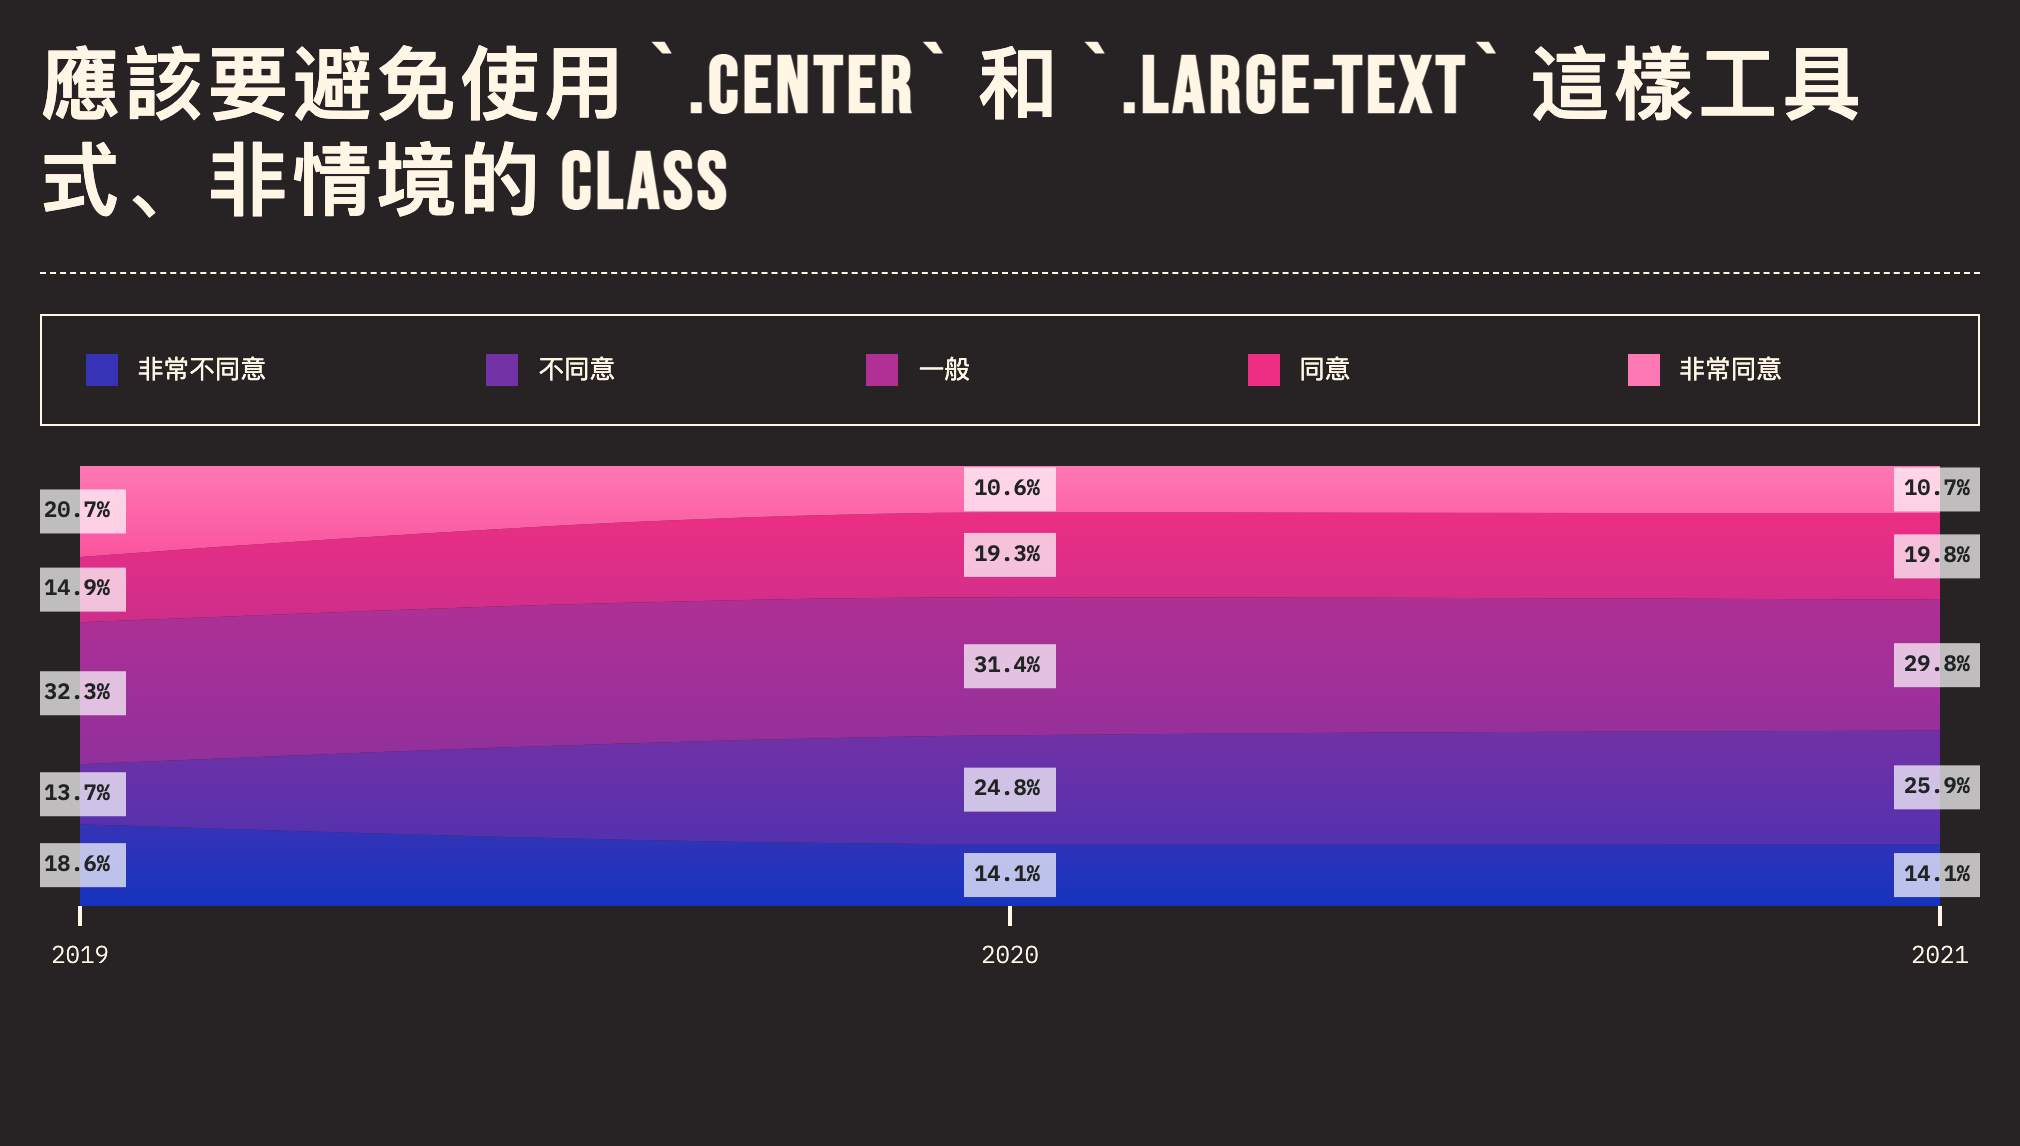 應該要避免使用 `.CENTER` 和 `.LARGE-TEXT` 這樣工具
式、非情境的 CLASS
非常不同意 不同意 一般 同意 非常同意
20.7% 10.6% 10.7%
14.9% 19.3% 19.8%
32.3% 31.4% 29.8%
13.7% 24.8% 25.9%
18.6% 14.1% 14.1%
2019 2020 2021